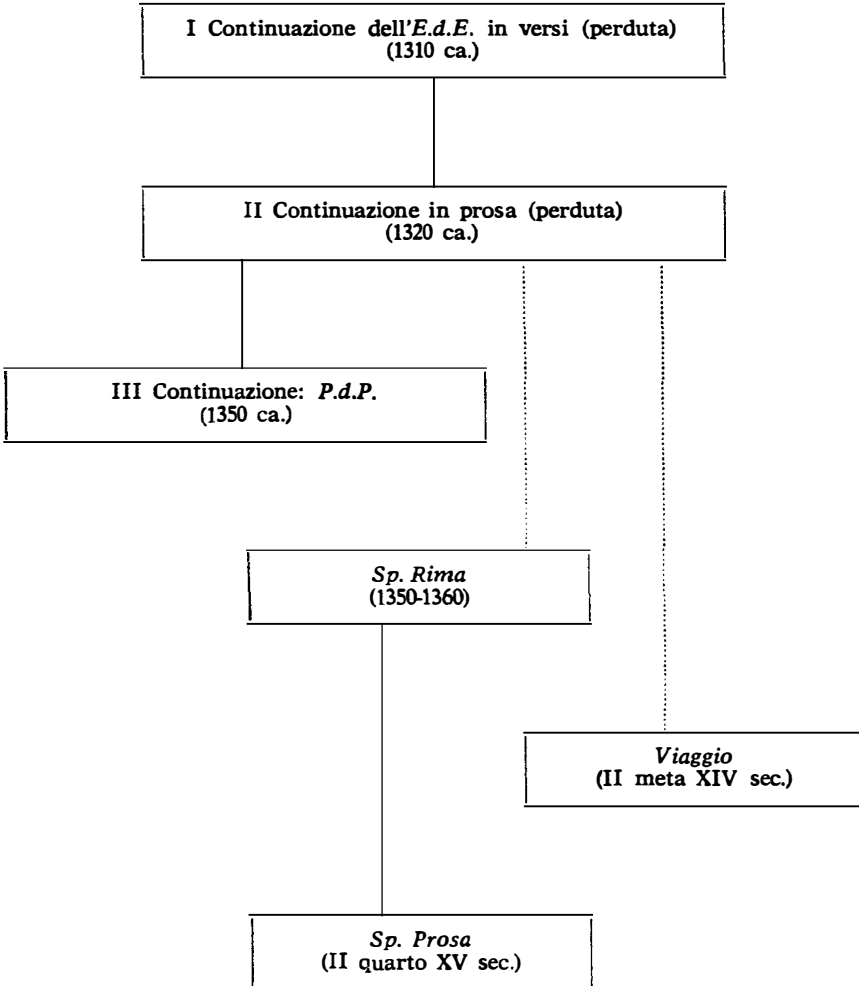 I Continuazione dell'E.d.E. in versi (perduta)
(1310 ca.)
II Continuazione in prosa (perduta)
(1320 ca.)
III Continuazione: P.d.P.
(1350 ca.)
Sp. Rima
(1350-1360)
Viaggio
(II meta XIV sec.)
Sp. Prosa
(II quarto XV sec.)